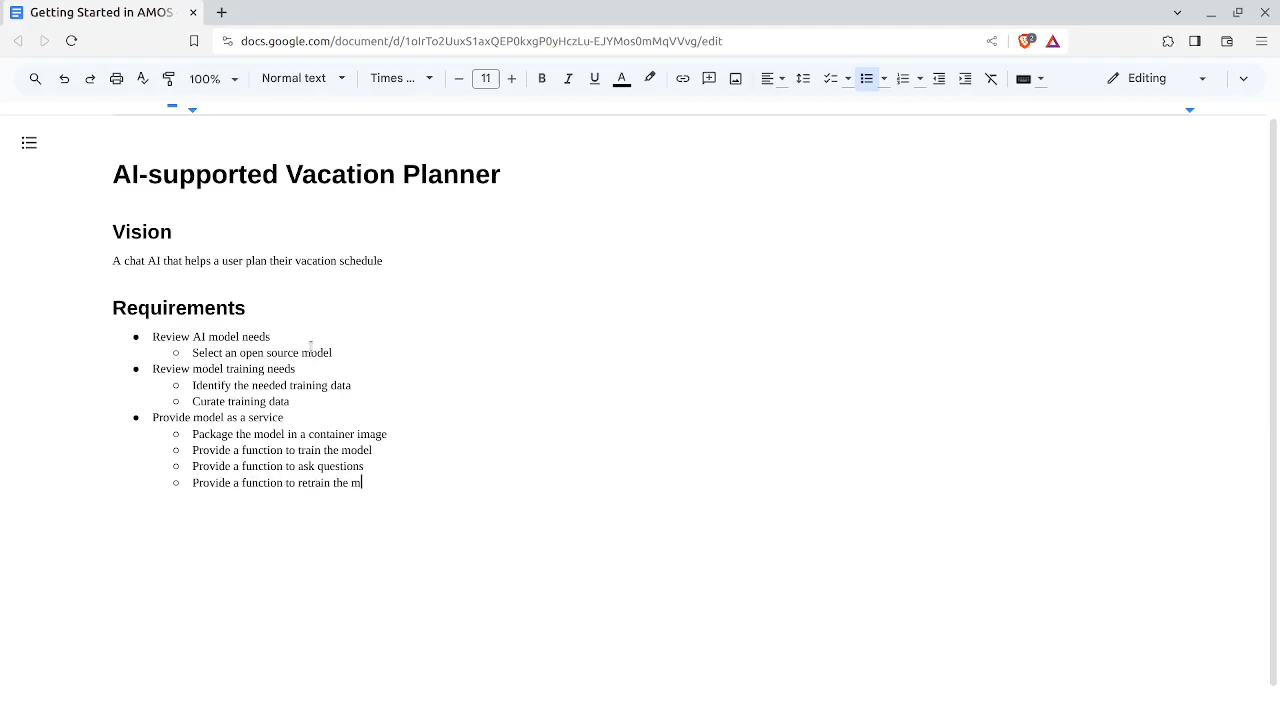 Getting Started in AMOS
docs.google.com/document/d/1oIrTo2UuxS1axQEP0kxgP0yHczLu-EJYMos0mMqVVvg/edit
100% Normal text Times ... 11 B I U A Editing
AI-supported Vacation Planner
Vision
A chat AI that helps a user plan their vacation schedule
Requirements
Review AI model needs
Select an open source model
Review model training needs
Identify the needed training data
Curate training data
Provide model as a service
Package the model in a container image
Provide a function to train the model
Provide a function to ask questions
Provide a function to retrain the m